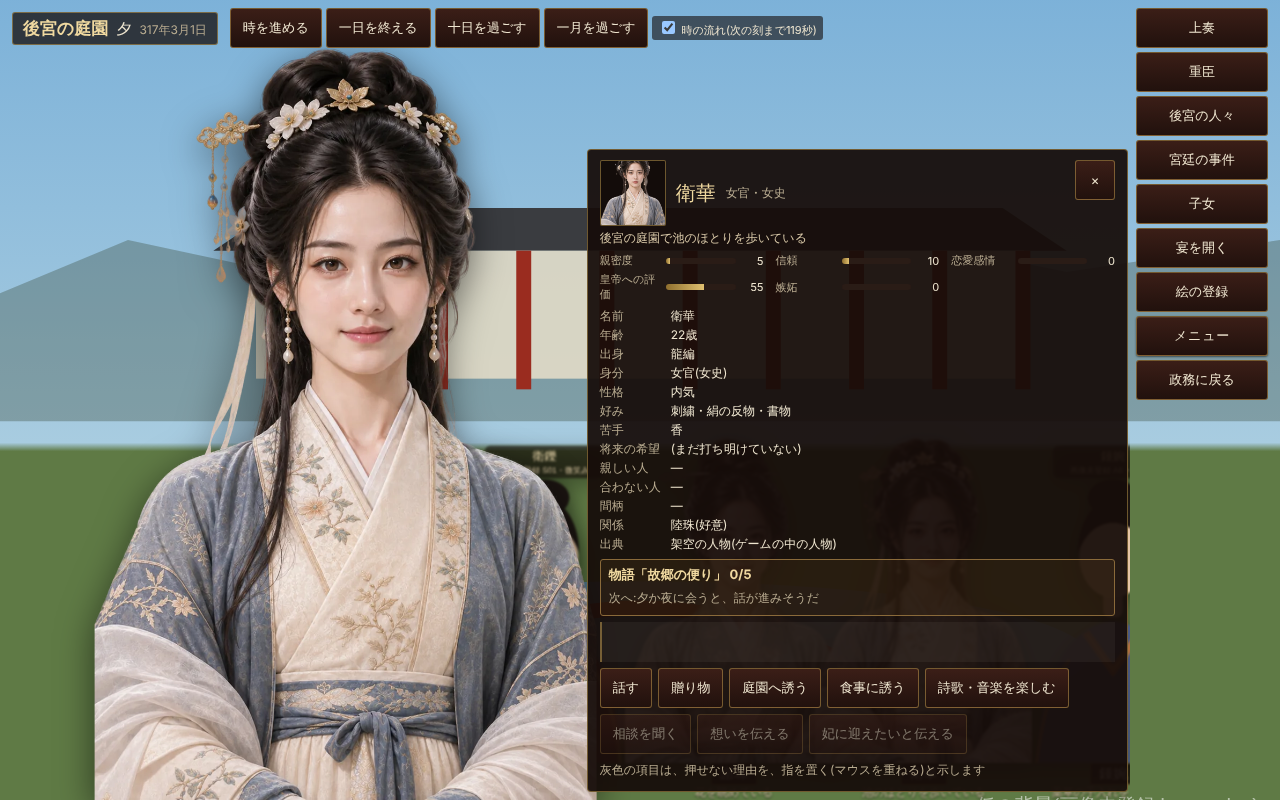 後宮の庭園 夕 317年3月1日
時を進める
一日を終える
十日を過ごす
一月を過ごす
時の流れ(次の刻まで119秒)
上奏
重臣
後宮の人々
宮廷の事件
子女
宴を開く
絵の登録
メニュー
政務に戻る
衛華 女官・女史
×
後宮の庭園で池のほとりを歩いている
親密度 5 信頼 10 恋愛感情 0
皇帝への評価 55 嫉妬 0
名前 衛華
年齢 22歳
出身 龍編
身分 女官(女史)
性格 内気
好み 刺繍・絹の反物・書物
苦手 香
将来の希望 (まだ打ち明けていない)
親しい人 —
合わない人 —
間柄 —
関係 陸珠(好意)
出典 架空の人物(ゲームの中の人物)
物語「故郷の便り」 0/5
次へ:夕か夜に会うと、話が進みそうだ
話す
贈り物
庭園へ誘う
食事に誘う
詩歌・音楽を楽しむ
相談を聞く
想いを伝える
妃に迎えたいと伝える
灰色の項目は、押せない理由を、指を置く(マウスを重ねる)と示します